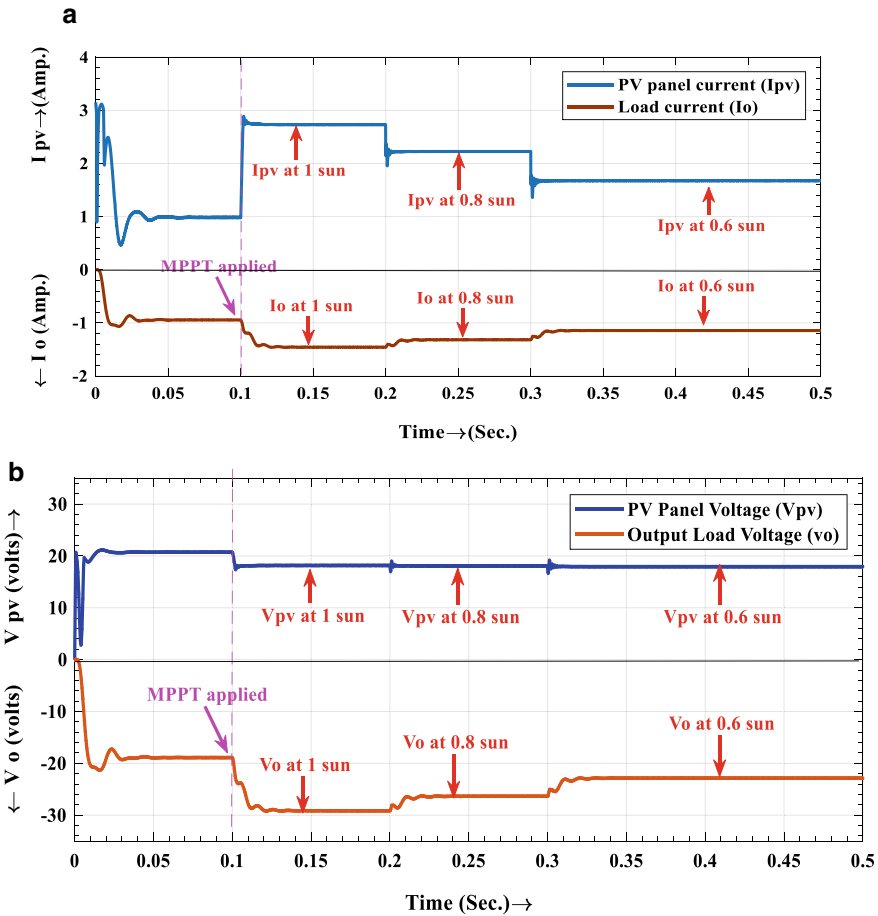 a
I pv→(Amp.)
← I o (Amp.)
4
3
2
1
0
-1
-2
PV panel current (Ipv)
Load current (Io)
Ipv at 1 sun
Ipv at 0.8 sun
Ipv at 0.6 sun
MPPT applied
Io at 1 sun
Io at 0.8 sun
Io at 0.6 sun
0 0.05 0.1 0.15 0.2 0.25 0.3 0.35 0.4 0.45 0.5
Time→(Sec.)
b
V pv (volts)→
← V o (volts)
30
20
10
0
-10
-20
-30
PV Panel Voltage (Vpv)
Output Load Voltage (vo)
Vpv at 1 sun
Vpv at 0.8 sun
Vpv at 0.6 sun
MPPT applied
Vo at 1 sun
Vo at 0.8 sun
Vo at 0.6 sun
0 0.05 0.1 0.15 0.2 0.25 0.3 0.35 0.4 0.45 0.5
Time (Sec.)→